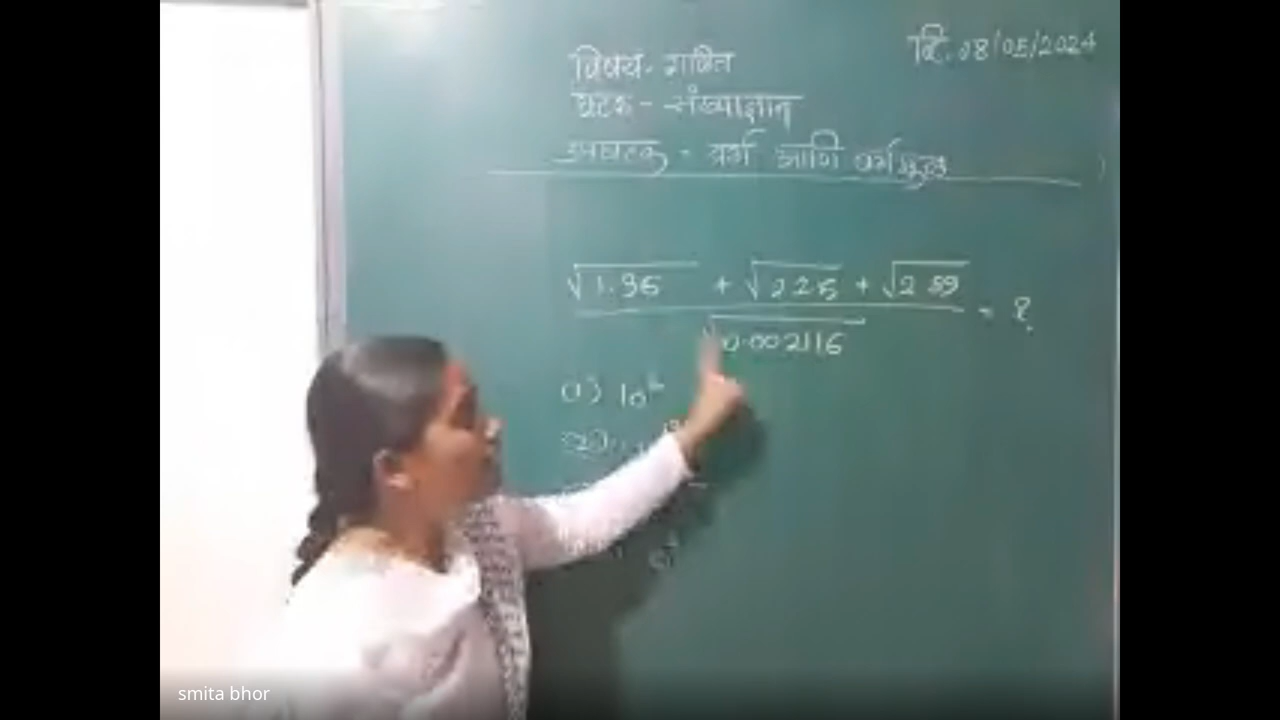 दि. 08/05/2024
विषय - गणित
घटक - संख्याज्ञान
उपघटक - वर्ग आणि वर्गमूळ
√1.96 + √225 + √2.89 = ?
√0.002116
a) 10
smita bhor